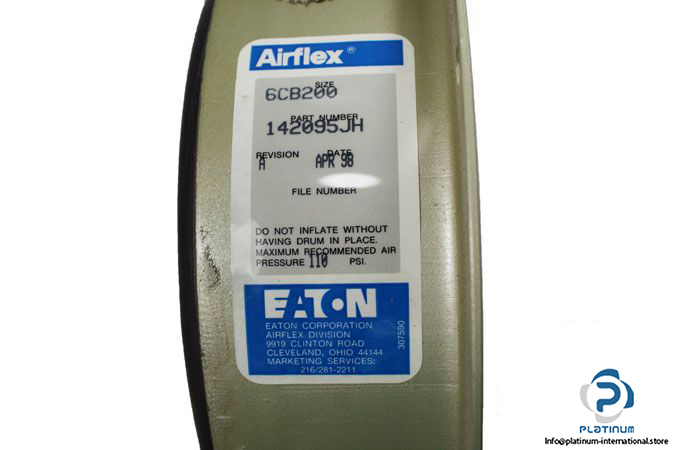 Airflex®
SIZE
6CB200
PART NUMBER
142095JH
REVISION DATE
A APR 98
FILE NUMBER
DO NOT INFLATE WITHOUT
HAVING DRUM IN PLACE.
MAXIMUM RECOMMENDED AIR
PRESSURE 110 PSI.
EATON
EATON CORPORATION
AIRFLEX DIVISION
9919 CLINTON ROAD
CLEVELAND, OHIO 44144
MARKETING SERVICES:
216/281-2211
307590
PLATINUM
info@platinum-international.store